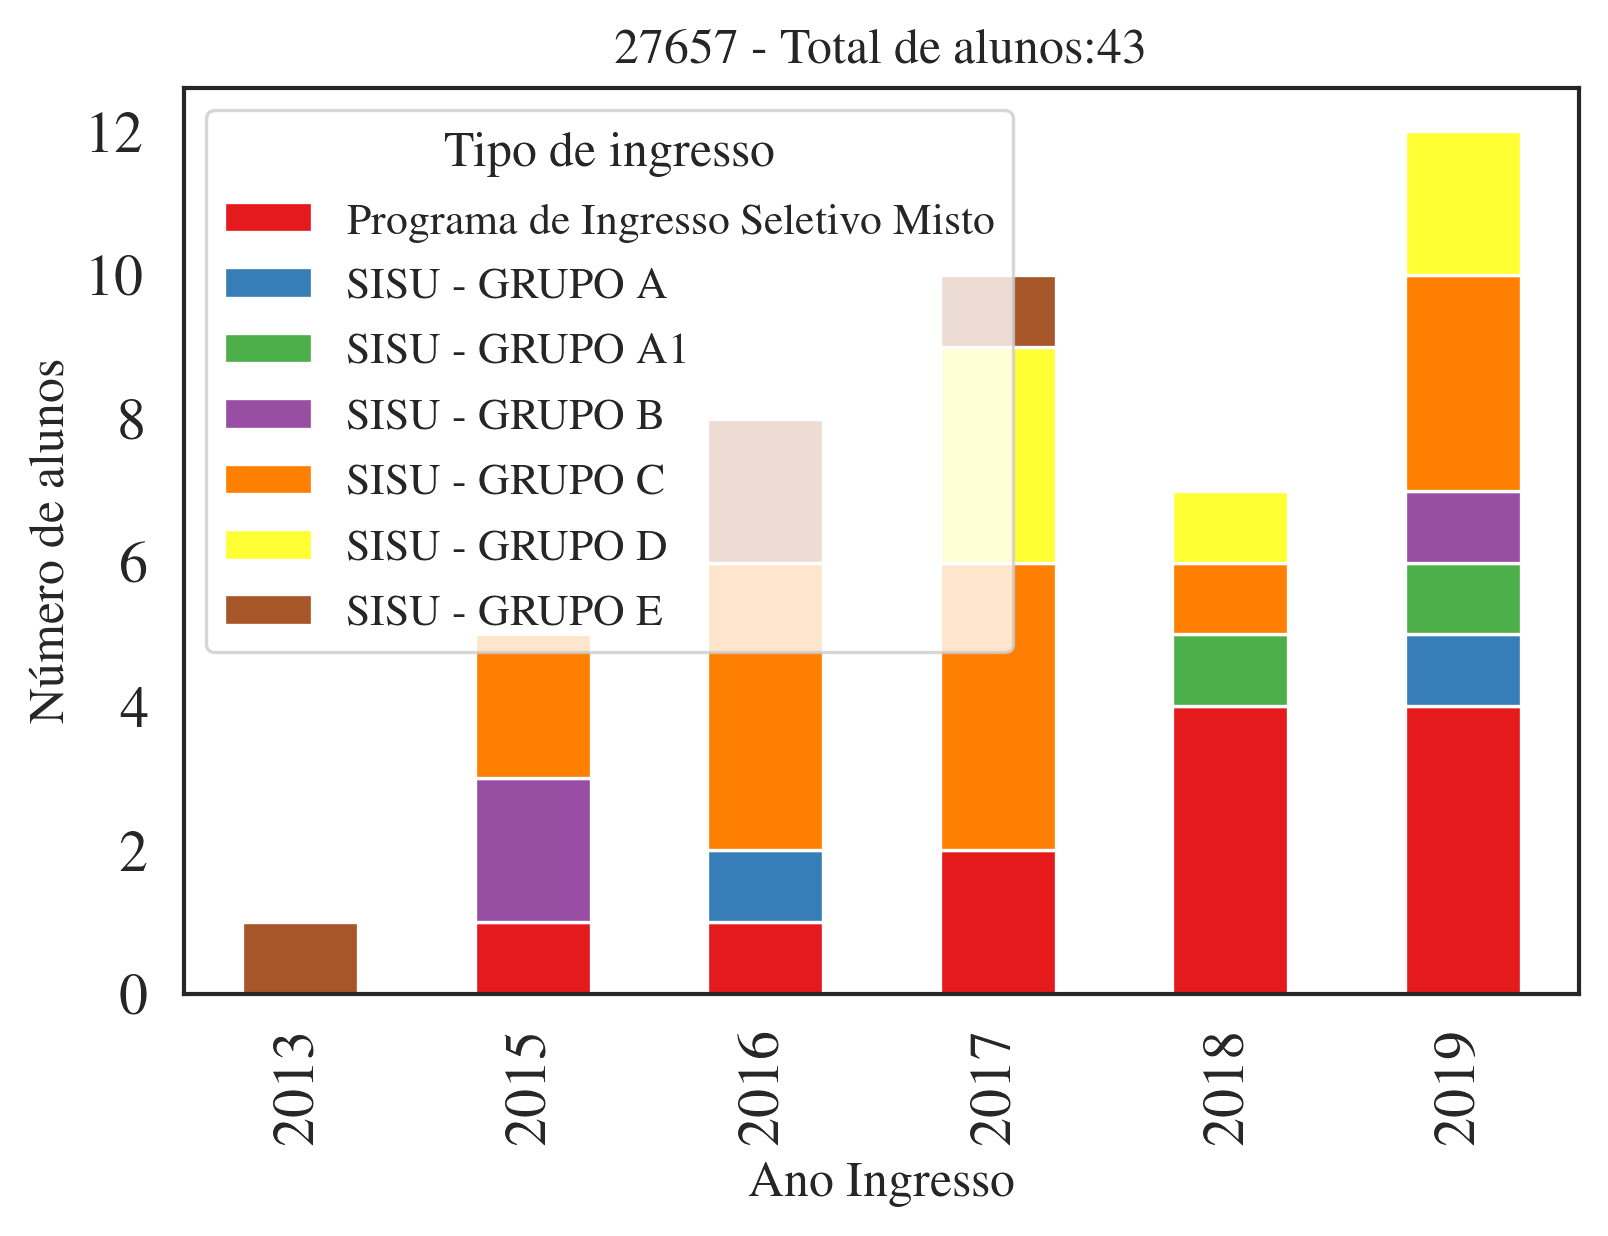 27657 - Total de alunos:43
Número de alunos
12
10
8
6
4
2
0
Tipo de ingresso
Programa de Ingresso Seletivo Misto
SISU - GRUPO A
SISU - GRUPO A1
SISU - GRUPO B
SISU - GRUPO C
SISU - GRUPO D
SISU - GRUPO E
2013
2015
2016
2017
2018
2019
Ano Ingresso